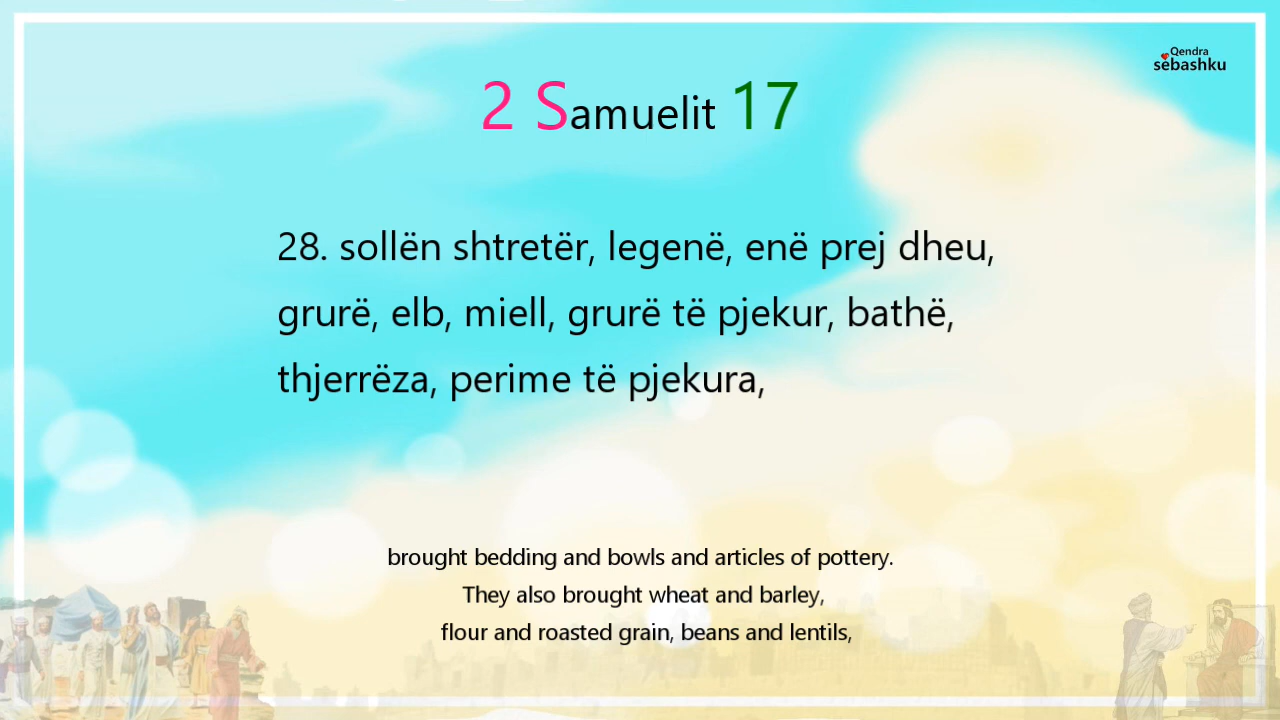 Qendra
sëbashku
2 Samuelit 17
28. sollën shtretër, legenë, enë prej dheu,
grurë, elb, miell, grurë të pjekur, bathë,
thjerrëza, perime të pjekura,
brought bedding and bowls and articles of pottery.
They also brought wheat and barley,
flour and roasted grain, beans and lentils,